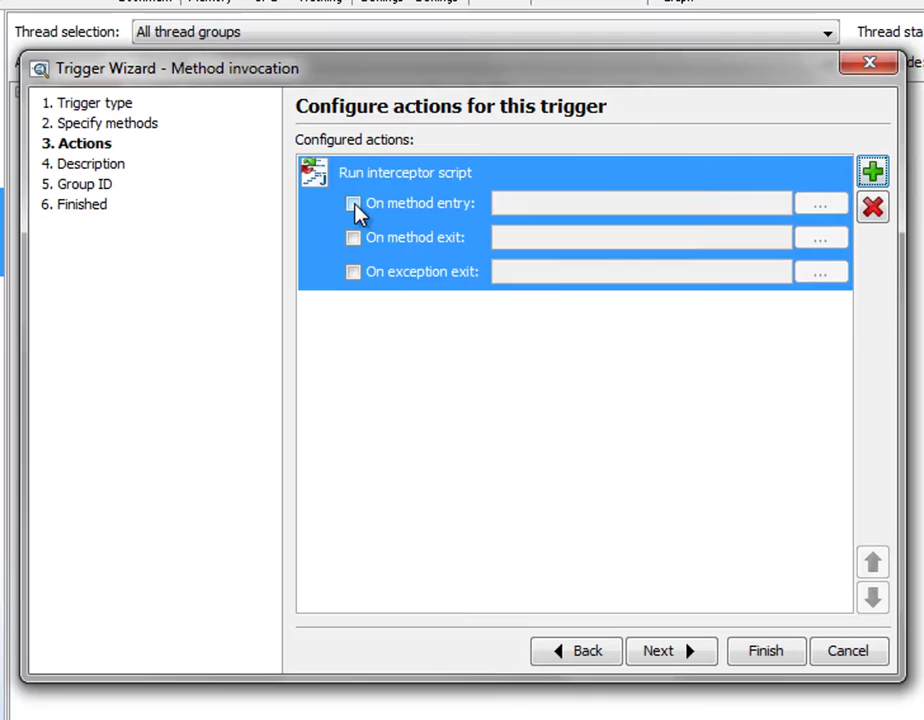 Thread selection:
All thread groups
Thread sta
Trigger Wizard - Method invocation
1. Trigger type
2. Specify methods
3. Actions
4. Description
5. Group ID
6. Finished
Configure actions for this trigger
Configured actions:
Run interceptor script
On method entry:
...
On method exit:
...
On exception exit:
...
Back
Next
Finish
Cancel